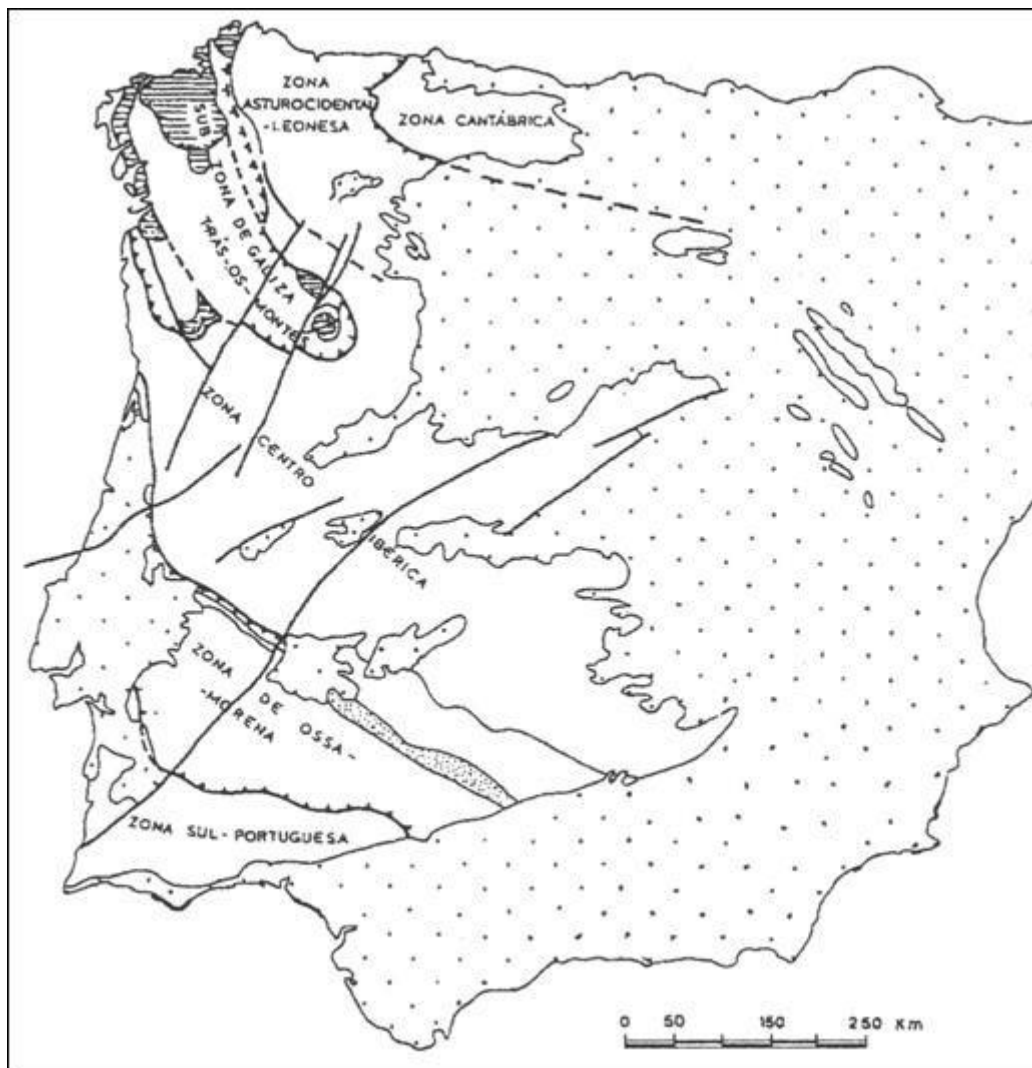 ZONA
ASTUROCIDENTAL
-LEONESA
ZONA CANTÁBRICA
SUB ZONA DE GALIZA
TRÁS-OS-MONTES
ZONA CENTRO IBÉRICA
ZONA DE OSSA-
-MORENA
ZONA SUL-PORTUGUESA
0 50 150 250 Km